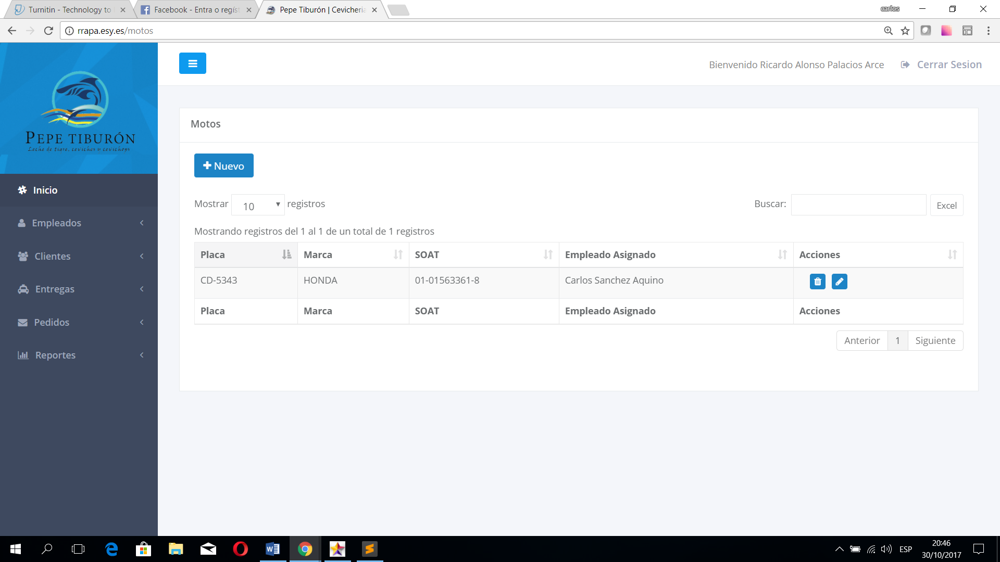 Turnitin - Technology to
Facebook - Entra o regíst
Pepe Tiburón | Cevicheria
carlos
rrapa.esy.es/motos
PEPE TIBURÓN
Leche de tigre, ceviches y cevichops
Bienvenido Ricardo Alonso Palacios Arce
Cerrar Sesion
Inicio
Empleados
Clientes
Entregas
Pedidos
Reportes
Motos
Nuevo
Mostrar 10 registros
Buscar:
Excel
Mostrando registros del 1 al 1 de un total de 1 registros
Placa Marca SOAT Empleado Asignado Acciones
CD-5343 HONDA 01-01563361-8 Carlos Sanchez Aquino
Placa Marca SOAT Empleado Asignado Acciones
Anterior 1 Siguiente
ESP
20:46
30/10/2017